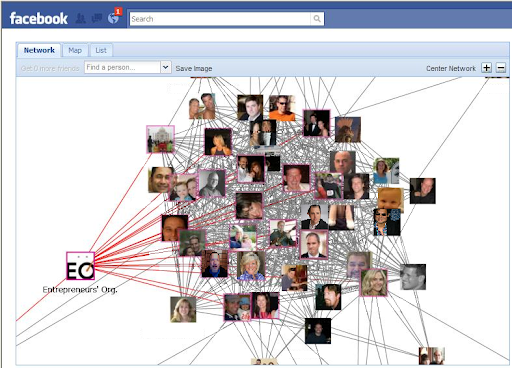 facebook
1
Search
Network
Map
List
Get 0 more friends
Find a person...
Save Image
Center Network
EO
Entrepreneurs' Org.